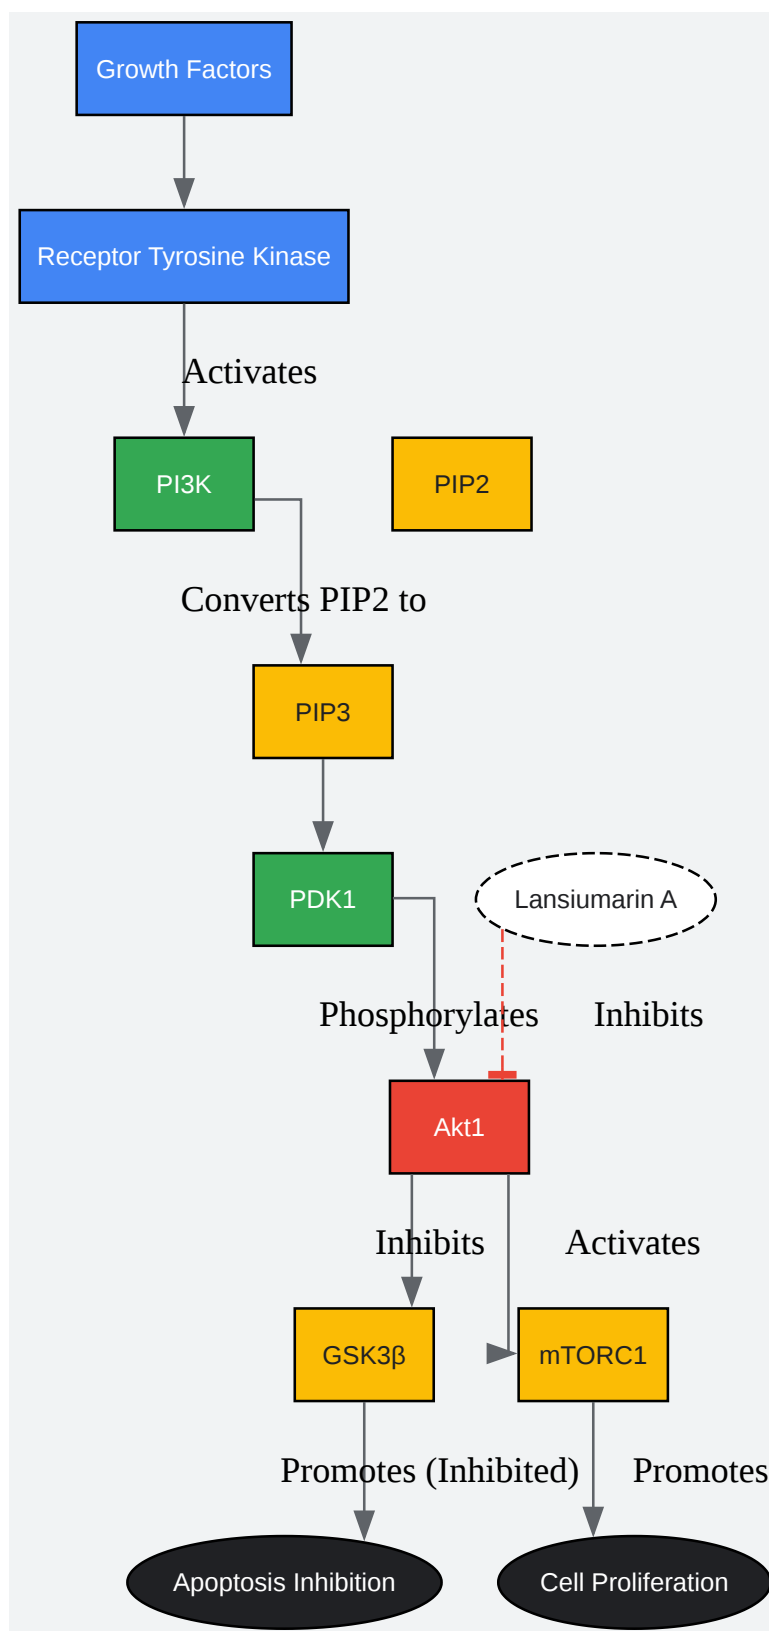 Growth Factors
Receptor Tyrosine Kinase
Activates
PI3K
PIP2
Converts PIP2 to
PIP3
PDK1
Lansiumarin A
Phosphorylates
Inhibits
Akt1
Inhibits
Activates
GSK3β
mTORC1
Promotes (Inhibited)
Promotes
Apoptosis Inhibition
Cell Proliferation